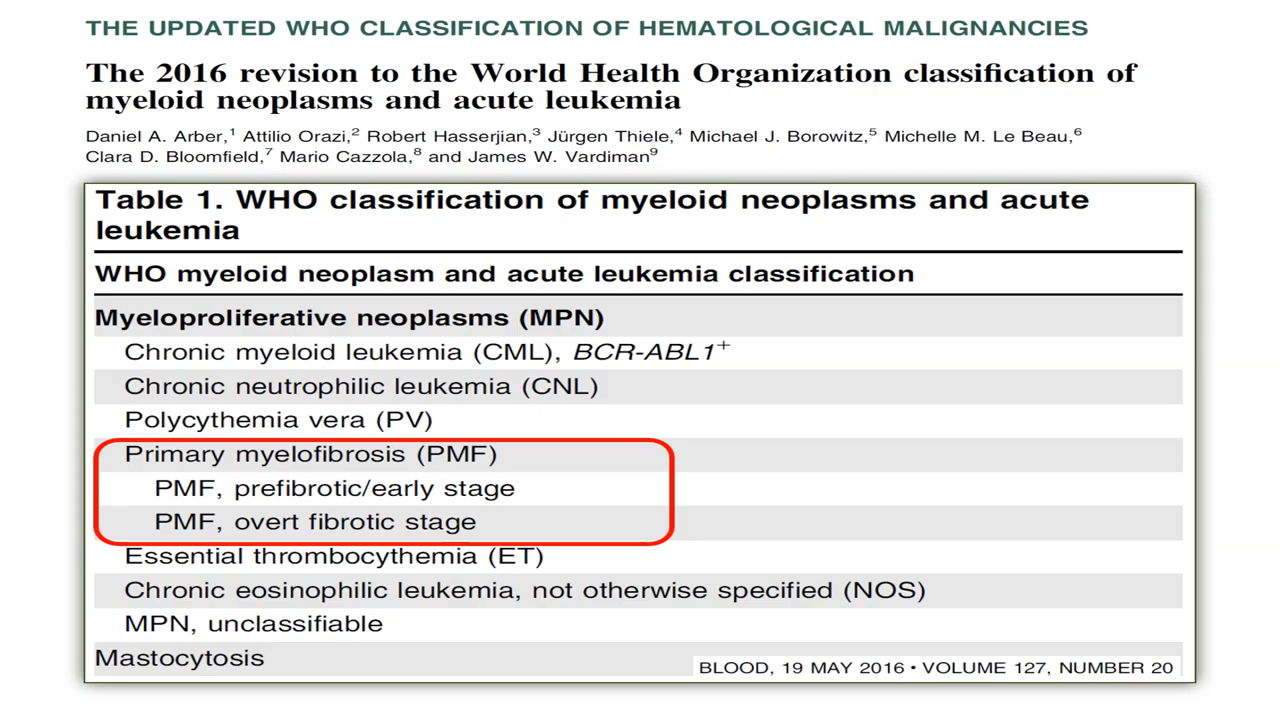 THE UPDATED WHO CLASSIFICATION OF HEMATOLOGICAL MALIGNANCIES
The 2016 revision to the World Health Organization classification of
myeloid neoplasms and acute leukemia
Daniel A. Arber,1 Attilio Orazi,2 Robert Hasserjian,3 Jürgen Thiele,4 Michael J. Borowitz,5 Michelle M. Le Beau,6
Clara D. Bloomfield,7 Mario Cazzola,8 and James W. Vardiman9
Table 1. WHO classification of myeloid neoplasms and acute
leukemia
WHO myeloid neoplasm and acute leukemia classification
Myeloproliferative neoplasms (MPN)
Chronic myeloid leukemia (CML), BCR-ABL1+
Chronic neutrophilic leukemia (CNL)
Polycythemia vera (PV)
Primary myelofibrosis (PMF)
PMF, prefibrotic/early stage
PMF, overt fibrotic stage
Essential thrombocythemia (ET)
Chronic eosinophilic leukemia, not otherwise specified (NOS)
MPN, unclassifiable
Mastocytosis
BLOOD, 19 MAY 2016 • VOLUME 127, NUMBER 20